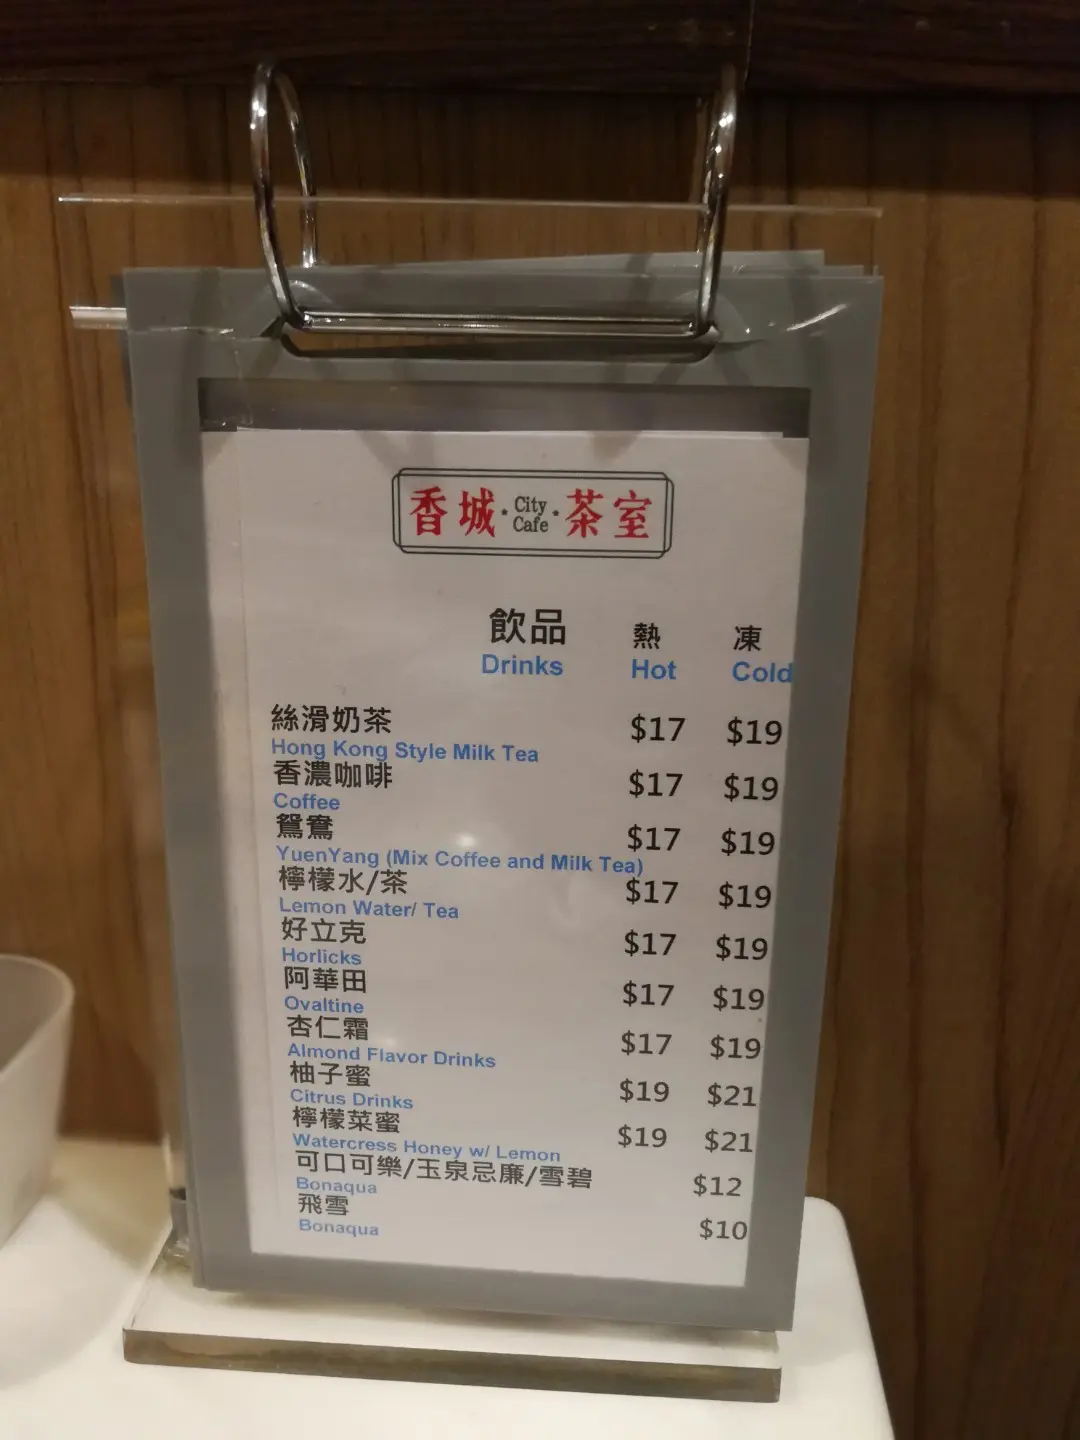 香城·City Cafe·茶室
飲品 熱 凍
Drinks Hot Cold
絲滑奶茶 $17 $19
Hong Kong Style Milk Tea
香濃咖啡 $17 $19
Coffee
鴛鴦 $17 $19
YuenYang (Mix Coffee and Milk Tea)
檸檬水/茶 $17 $19
Lemon Water/ Tea
好立克 $17 $19
Horlicks
阿華田 $17 $19
Ovaltine
杏仁霜 $17 $19
Almond Flavor Drinks
柚子蜜 $19 $21
Citrus Drinks
檸檬菜蜜 $19 $21
Watercress Honey w/ Lemon
可口可樂/玉泉忌廉/雪碧 $12
Bonaqua
飛雪 $10
Bonaqua